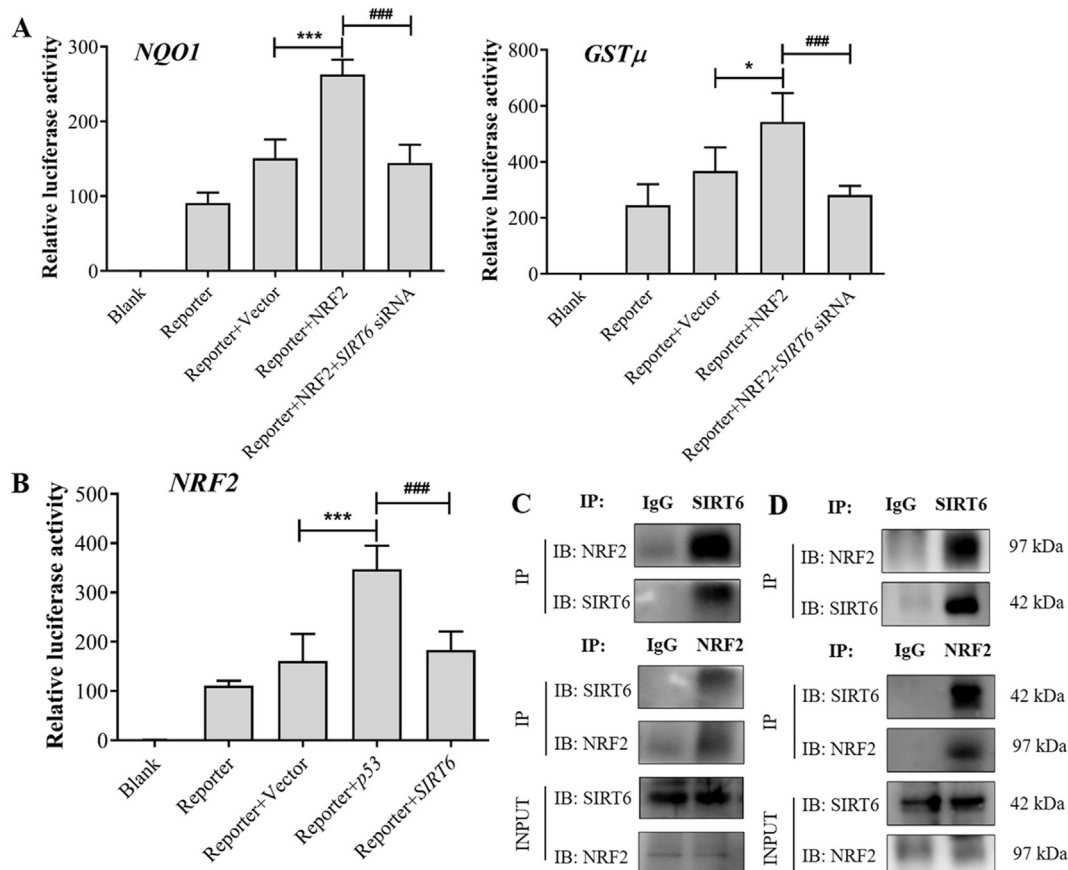 A
NQO1
Relative luciferase activity
300
200
100
0
***
###
Blank
Reporter
Reporter+Vector
Reporter+NRF2
Reporter+NRF2+SIRT6 siRNA
GSTμ
Relative luciferase activity
800
600
400
200
0
*
###
Blank
Reporter
Reporter+Vector
Reporter+NRF2
Reporter+NRF2+SIRT6 siRNA
B
NRF2
Relative luciferase activity
500
400
300
200
100
0
***
###
Blank
Reporter
Reporter+Vector
Reporter+p53
Reporter+SIRT6
C
IP: IgG SIRT6
IP
IB: NRF2
IB: SIRT6
IP: IgG NRF2
IP
IB: SIRT6
IB: NRF2
INPUT
IB: SIRT6
IB: NRF2
D
IP: IgG SIRT6
IP
IB: NRF2 97 kDa
IB: SIRT6 42 kDa
IP: IgG NRF2
IP
IB: SIRT6 42 kDa
IB: NRF2 97 kDa
INPUT
IB: SIRT6 42 kDa
IB: NRF2 97 kDa